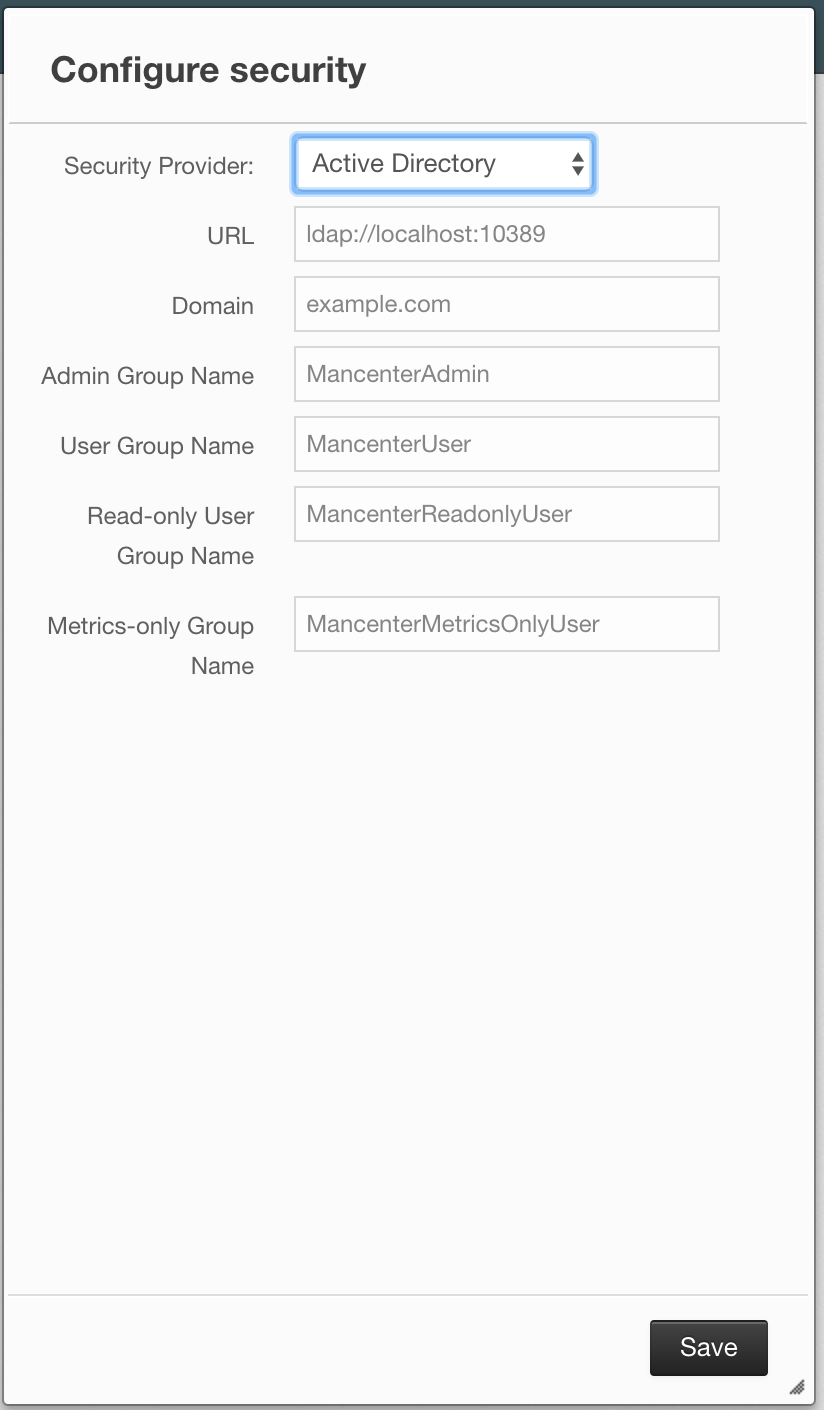 Configure security
Security Provider: Active Directory
URL ldap://localhost:10389
Domain example.com
Admin Group Name MancenterAdmin
User Group Name MancenterUser
Read-only User MancenterReadonlyUser
Group Name
Metrics-only Group MancenterMetricsOnlyUser
Name
Save